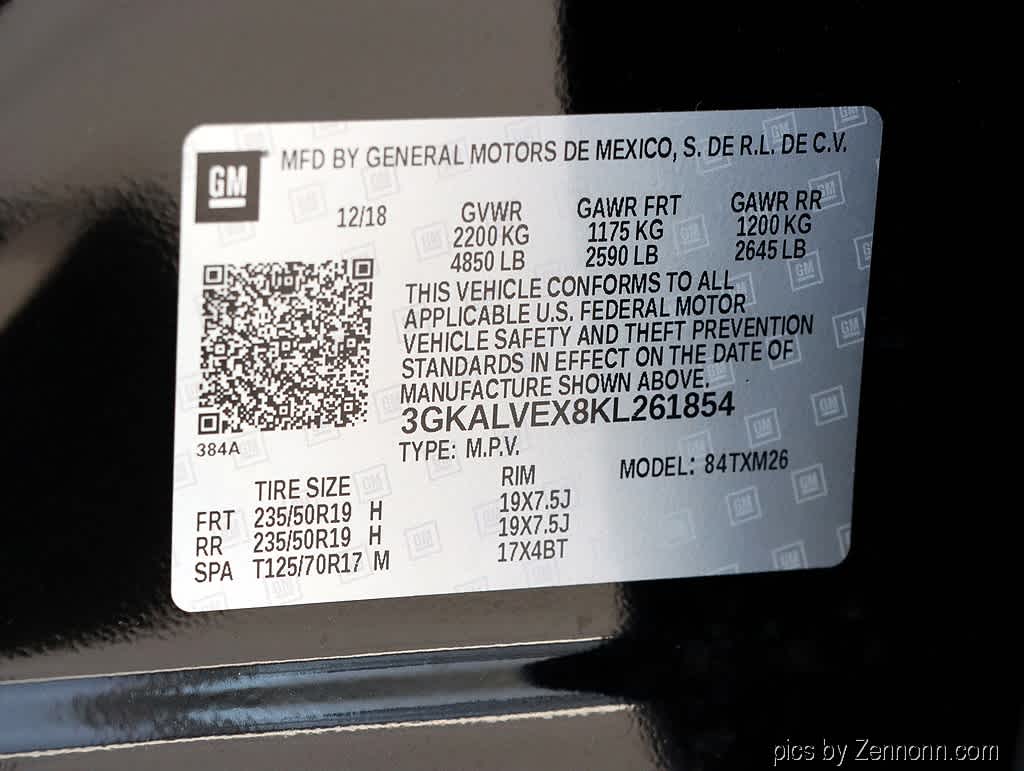 GM
MFD BY GENERAL MOTORS DE MEXICO, S. DE R.L. DE C.V.
12/18
GVWR GAWR FRT GAWR RR
2200 KG 1175 KG 1200 KG
4850 LB 2590 LB 2645 LB
THIS VEHICLE CONFORMS TO ALL
APPLICABLE U.S. FEDERAL MOTOR
VEHICLE SAFETY AND THEFT PREVENTION
STANDARDS IN EFFECT ON THE DATE OF
MANUFACTURE SHOWN ABOVE.
3GKALVEX8KL261854
384A
TYPE: M.P.V. MODEL: 84TXM26
TIRE SIZE RIM
FRT 235/50R19 H 19X7.5J
RR 235/50R19 H 19X7.5J
SPA T125/70R17 M 17X4BT
pics by Zennonn.com